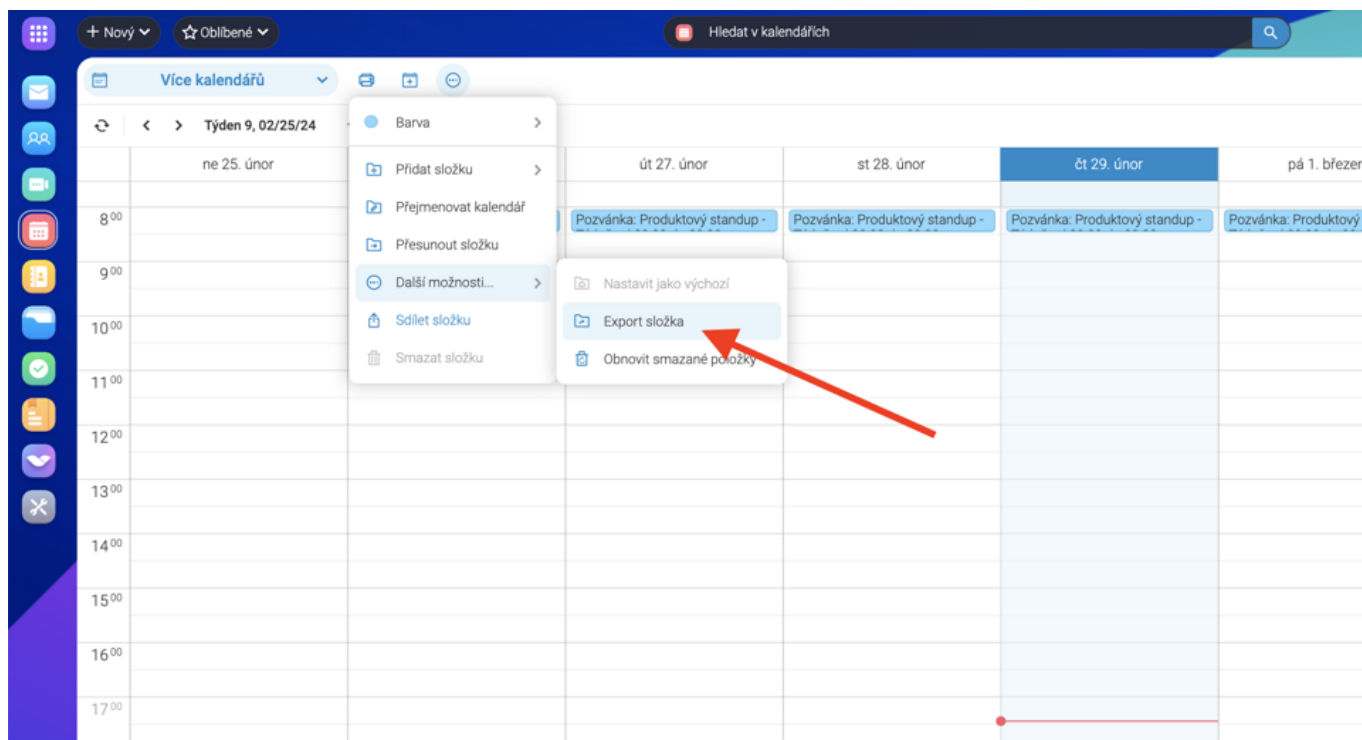 Nový
Oblíbené
Hledat v kalendářích
Více kalendářů
Týden 9, 02/25/24
Barva
Přidat složku
Přejmenovat kalendář
Přesunout složku
Další možnosti...
Sdílet složku
Smazat složku
Nastavit jako výchozí
Export složka
Obnovit smazané položky
ne 25. únor
út 27. únor
st 28. únor
čt 29. únor
pá 1. březen
Pozvánka: Produktový standup -
Pozvánka: Produktový standup -
Pozvánka: Produktový standup -
Pozvánka: Produktový
8 00
9 00
10 00
11 00
12 00
13 00
14 00
15 00
16 00
17 00